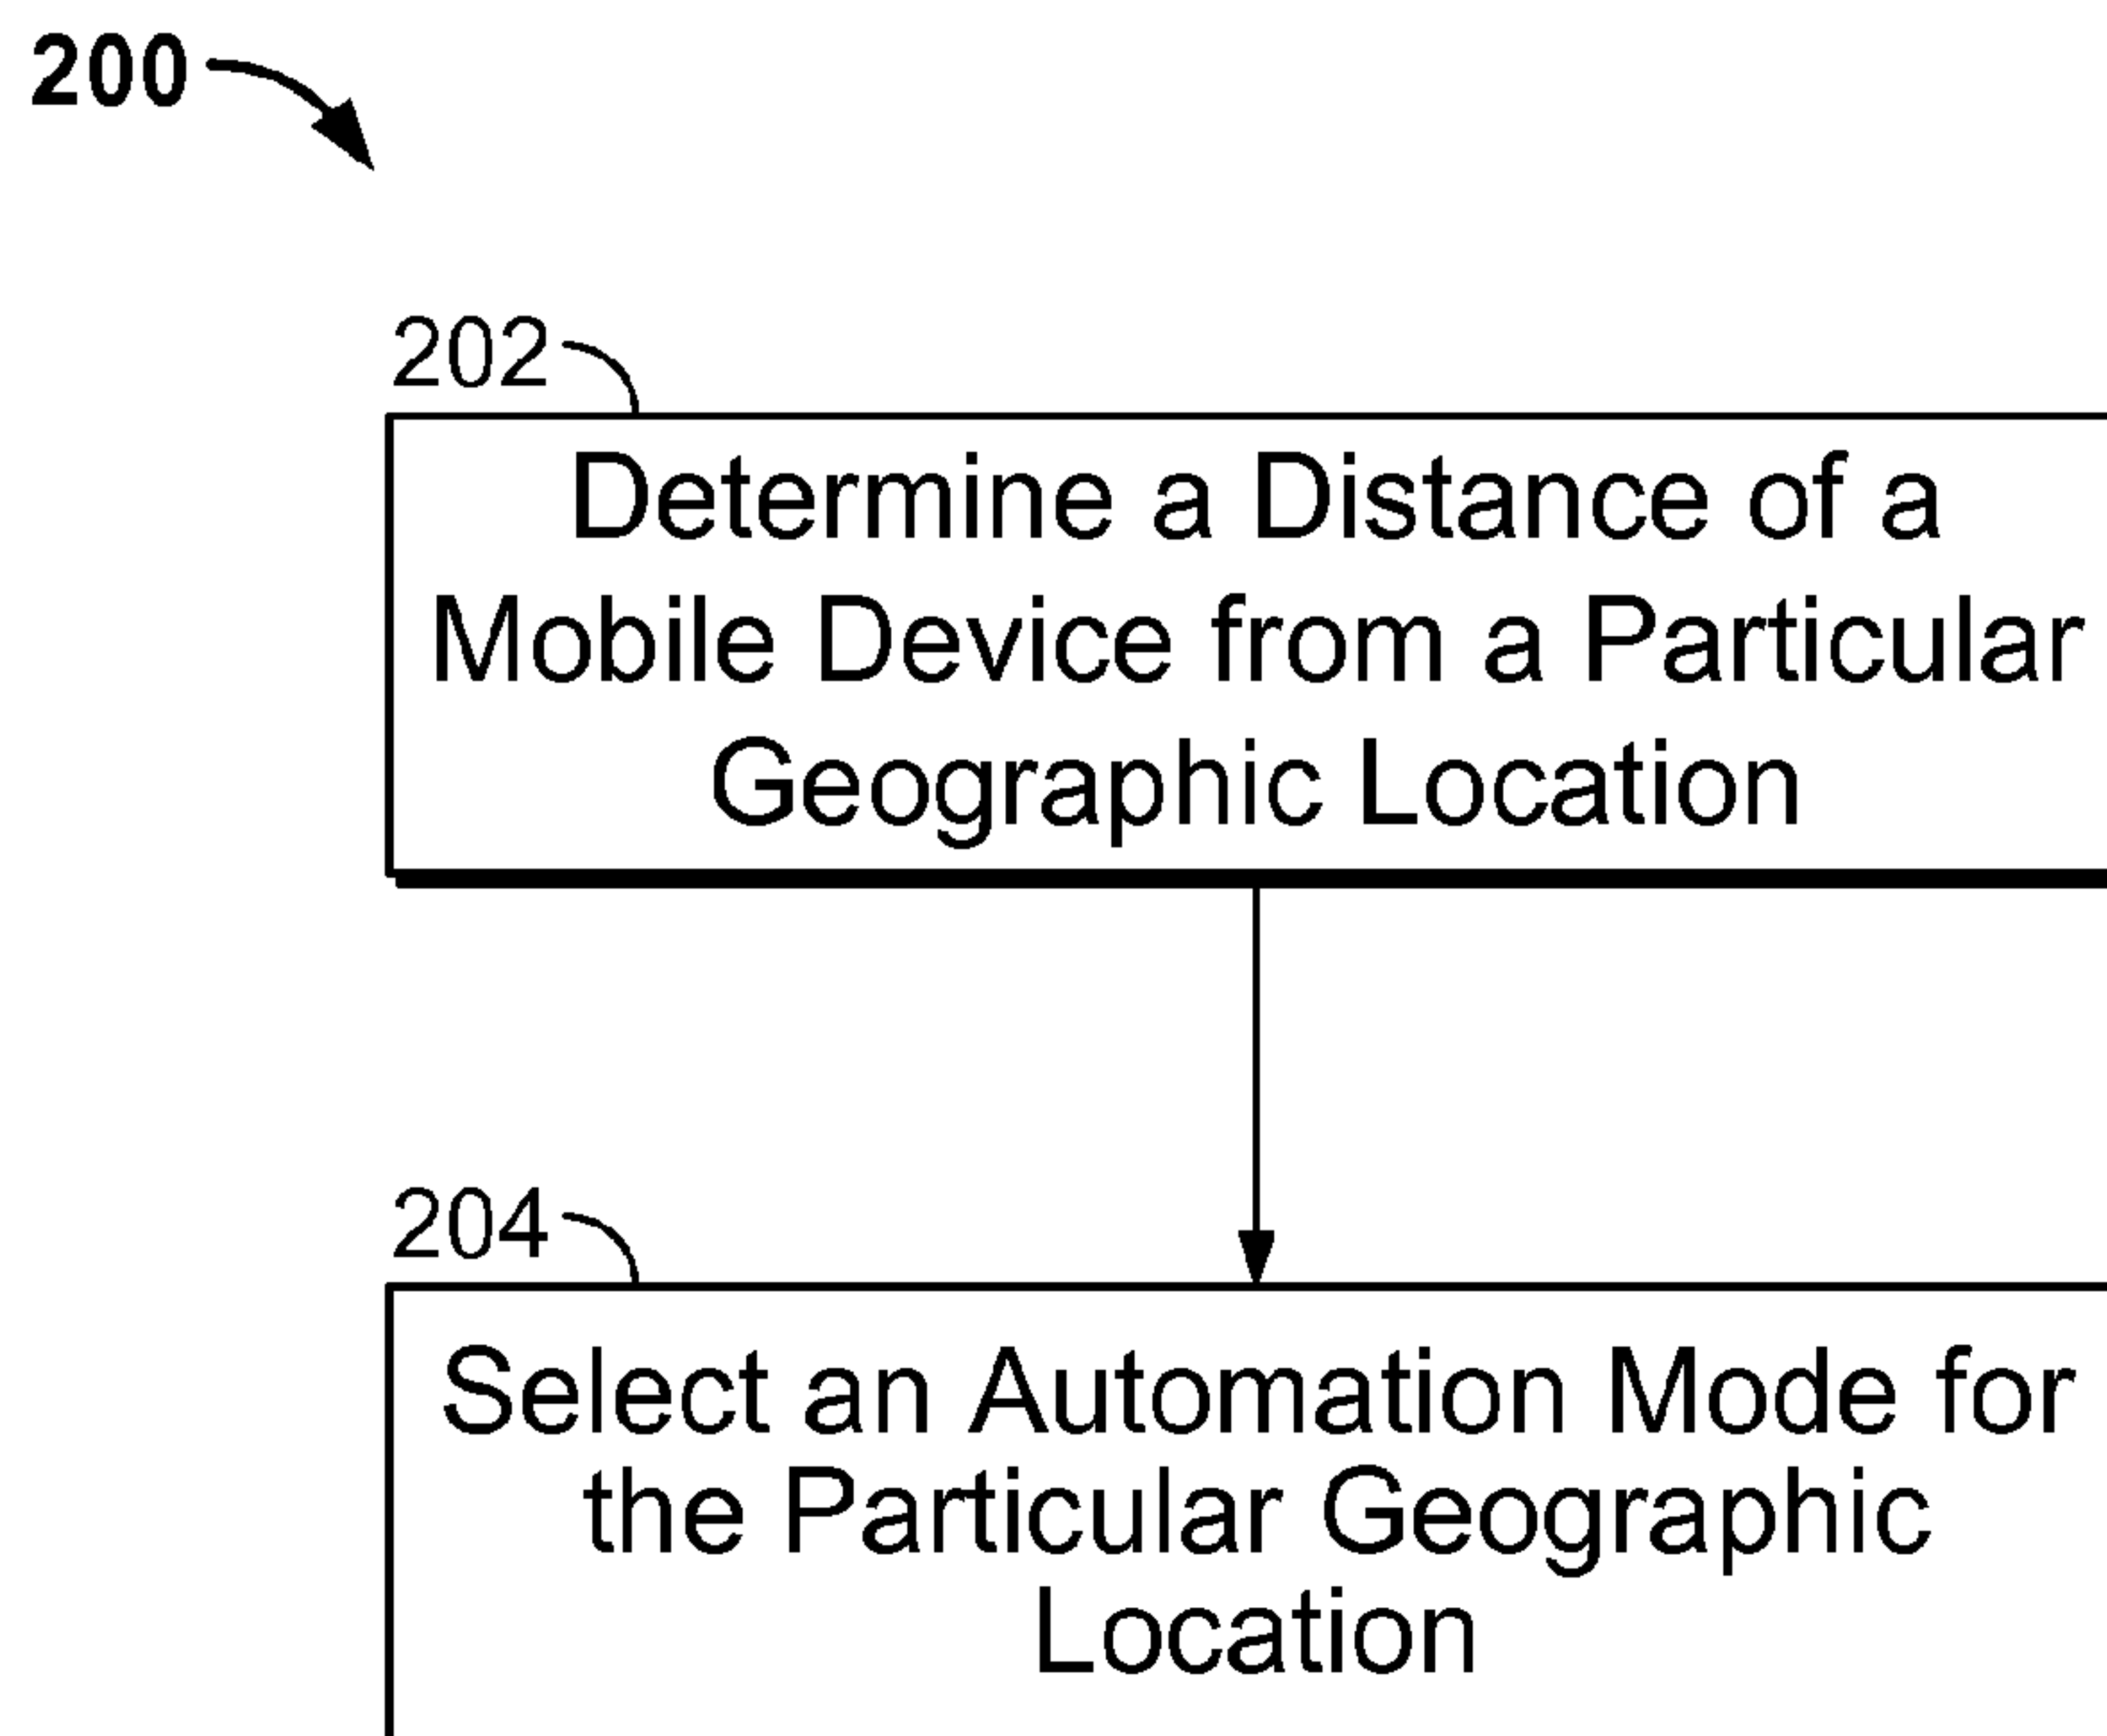 200
202
Determine a Distance of a
Mobile Device from a Particular
Geographic Location
204
Select an Automation Mode for
the Particular Geographic
Location